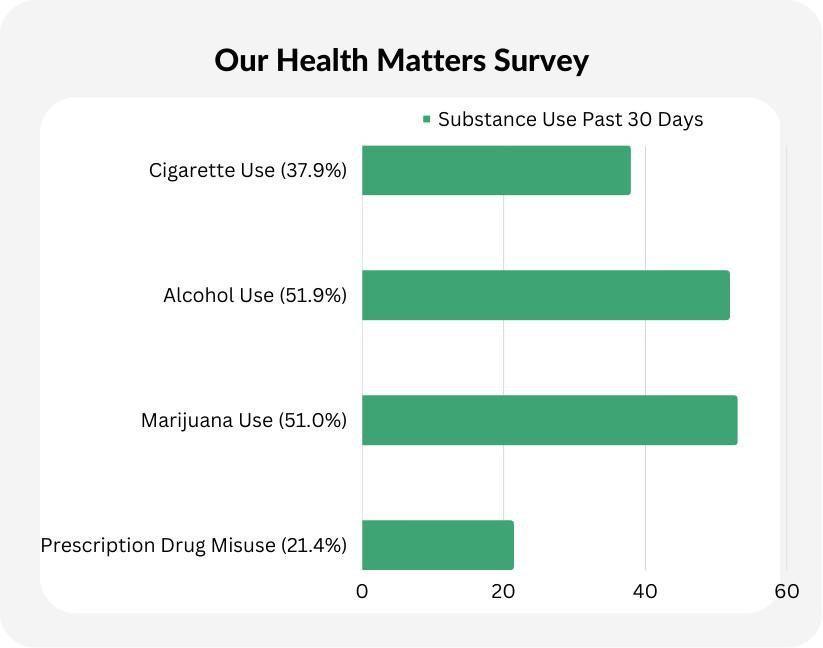 Our Health Matters Survey
Substance Use Past 30 Days
Cigarette Use (37.9%)
Alcohol Use (51.9%)
Marijuana Use (51.0%)
Prescription Drug Misuse (21.4%)
0 20 40 60